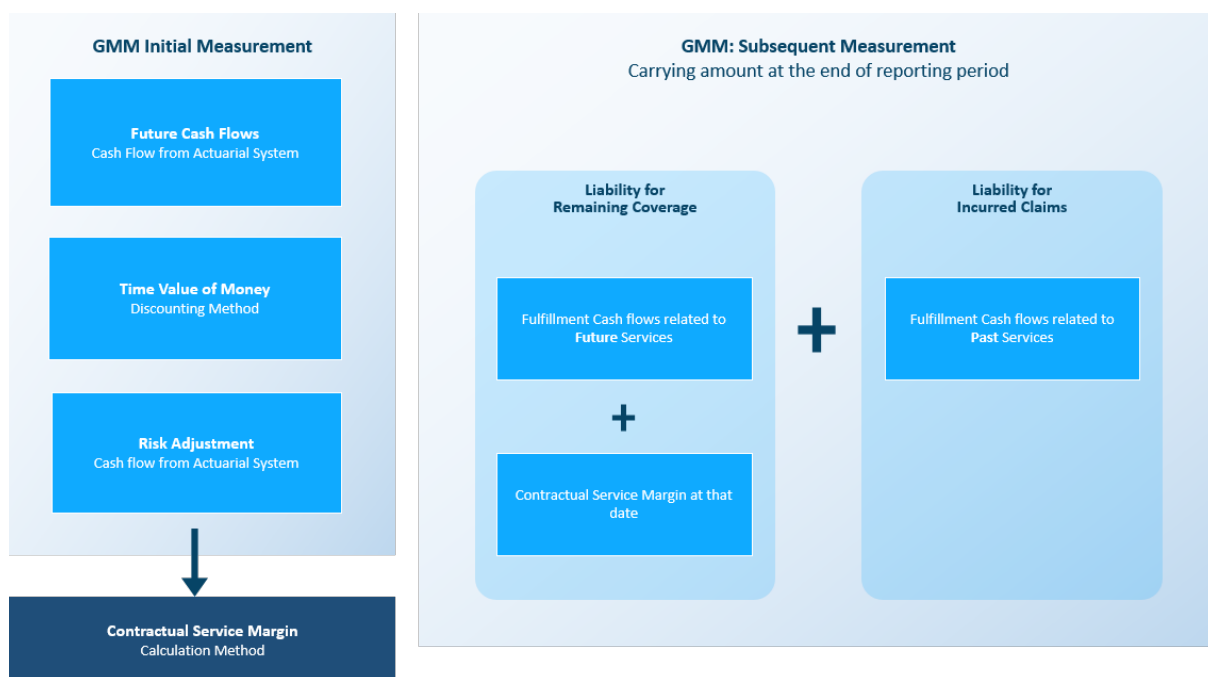 GMM Initial Measurement
Future Cash Flows
Cash Flow from Actuarial System
Time Value of Money
Discounting Method
Risk Adjustment
Cash flow from Actuarial System
Contractual Service Margin
Calculation Method
GMM: Subsequent Measurement
Carrying amount at the end of reporting period
Liability for
Remaining Coverage
Fulfillment Cash flows related to
Future Services
+
Contractual Service Margin at that
date
+
Liability for
Incurred Claims
Fulfillment Cash flows related to
Past Services